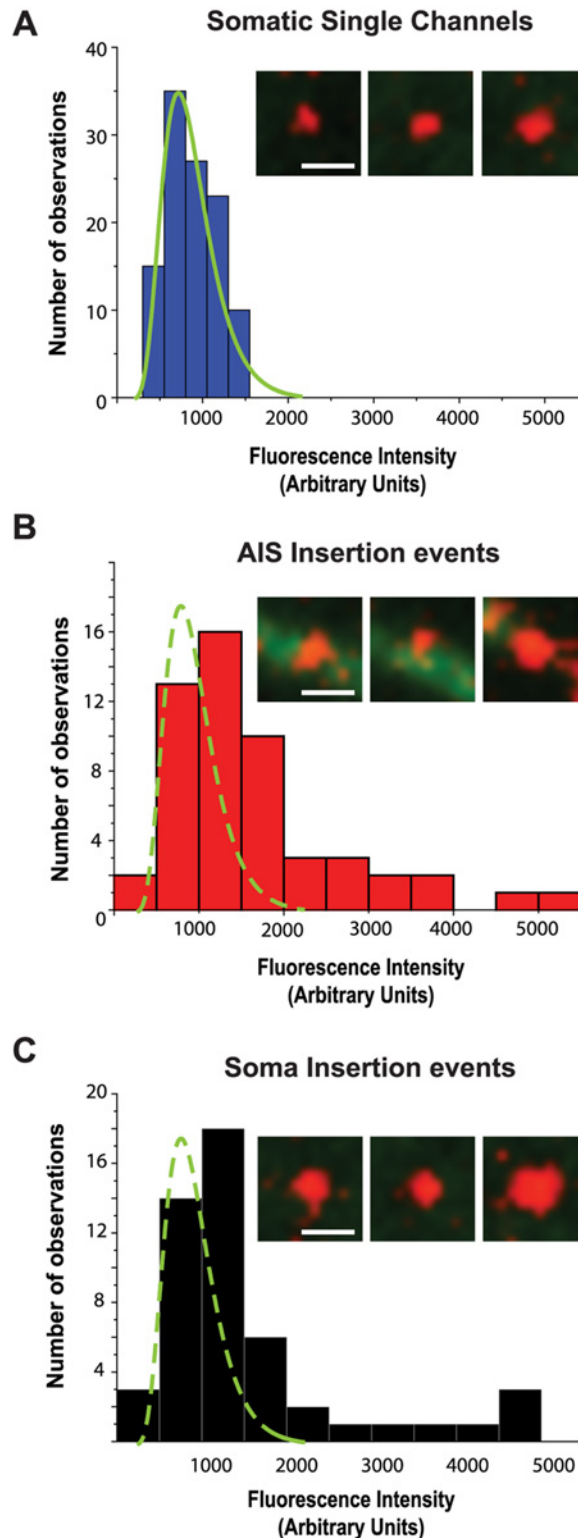 A
Somatic Single Channels
Number of observations
40
30
20
10
0
1000 2000 3000 4000 5000
Fluorescence Intensity
(Arbitrary Units)
B
AIS Insertion events
Number of observations
16
12
8
4
0
1000 2000 3000 4000 5000
Fluorescence Intensity
(Arbitrary Units)
C
Soma Insertion events
Number of observations
20
16
12
8
4
1000 2000 3000 4000 5000
Fluorescence Intensity
(Arbitrary Units)